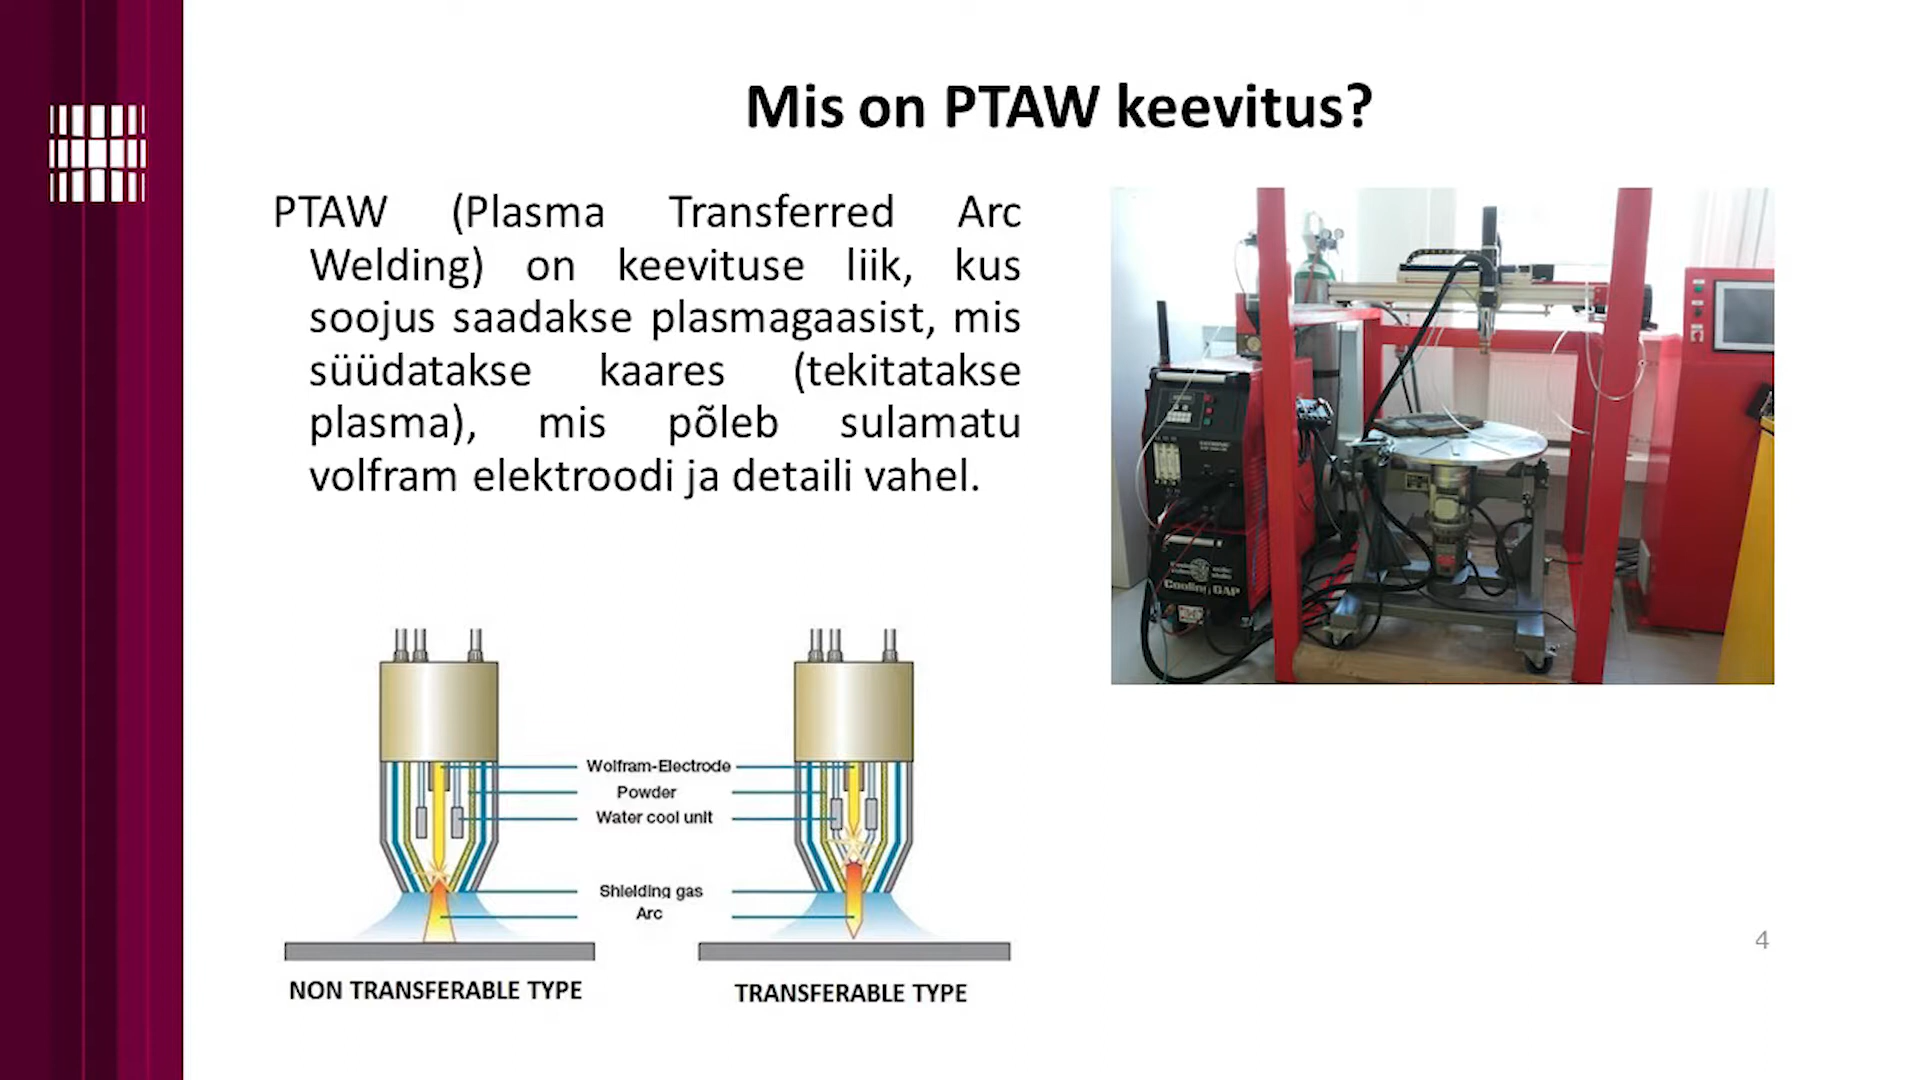 Mis on PTAW keevitus?
PTAW (Plasma Transferred Arc
Welding) on keevituse liik, kus
soojus saadakse plasmagaasist, mis
süüdatakse kaares (tekitatakse
plasma), mis põleb sulamatu
volfram elektroodi ja detaili vahel.
Cooling GAP
Wolfram-Electrode
Powder
Water cool unit
Shielding gas
Arc
NON TRANSFERABLE TYPE
TRANSFERABLE TYPE
4